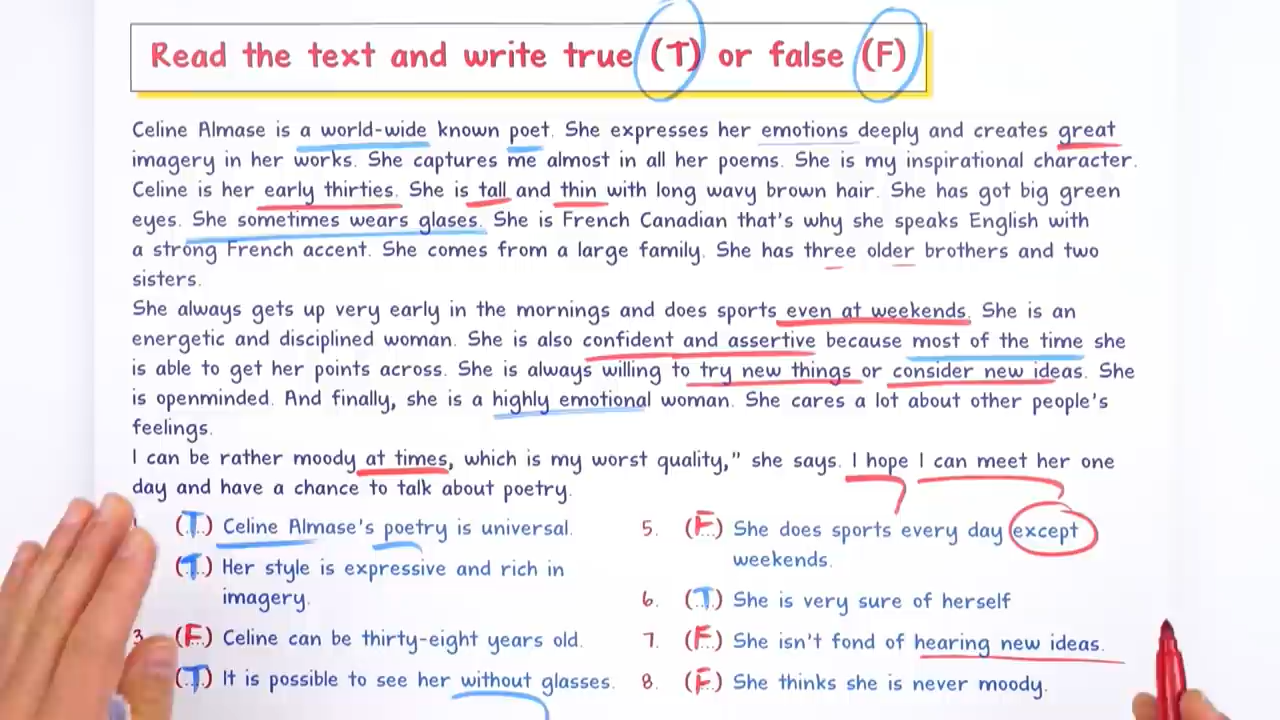 Read the text and write true (T) or false (F)
Celine Almase is a world-wide known poet. She expresses her emotions deeply and creates great
imagery in her works. She captures me almost in all her poems. She is my inspirational character.
Celine is her early thirties. She is tall and thin with long wavy brown hair. She has got big green
eyes. She sometimes wears glases. She is French Canadian that's why she speaks English with
a strong French accent. She comes from a large family. She has three older brothers and two
sisters.
She always gets up very early in the mornings and does sports even at weekends. She is an
energetic and disciplined woman. She is also confident and assertive because most of the time she
is able to get her points across. She is always willing to try new things or consider new ideas. She
is openminded. And finally, she is a highly emotional woman. She cares a lot about other people's
feelings.
I can be rather moody at times, which is my worst quality," she says. I hope I can meet her one
day and have a chance to talk about poetry.
(T) Celine Almase's poetry is universal.
(T) Her style is expressive and rich in
imagery.
3. (F) Celine can be thirty-eight years old.
(T) It is possible to see her without glasses.
5. (F) She does sports every day except
weekends.
6. (T) She is very sure of herself
7. (F) She isn't fond of hearing new ideas.
8. (F) She thinks she is never moody.